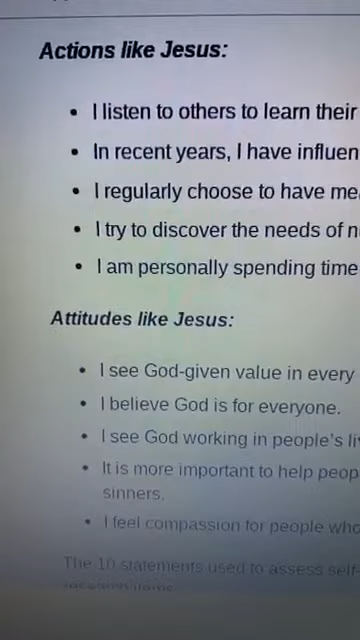 Actions like Jesus:
• I listen to others to learn their
• In recent years, I have influen
• I regularly choose to have me
• I try to discover the needs of n
• I am personally spending time
Attitudes like Jesus:
• I see God-given value in every
• I believe God is for everyone.
• I see God working in people's li
• It is more important to help peop
sinners.
• I feel compassion for people who
The 10 statements used to assess self-